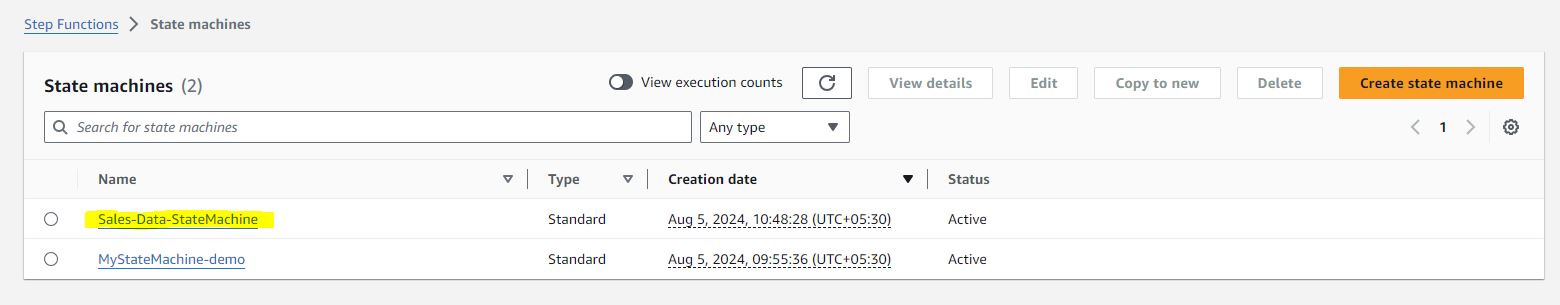 Step Functions > State machines
State machines (2)
View execution counts
View details
Edit
Copy to new
Delete
Create state machine
Search for state machines
Any type
1
Name Type Creation date Status
Sales-Data-StateMachine Standard Aug 5, 2024, 10:48:28 (UTC+05:30) Active
MyStateMachine-demo Standard Aug 5, 2024, 09:55:36 (UTC+05:30) Active